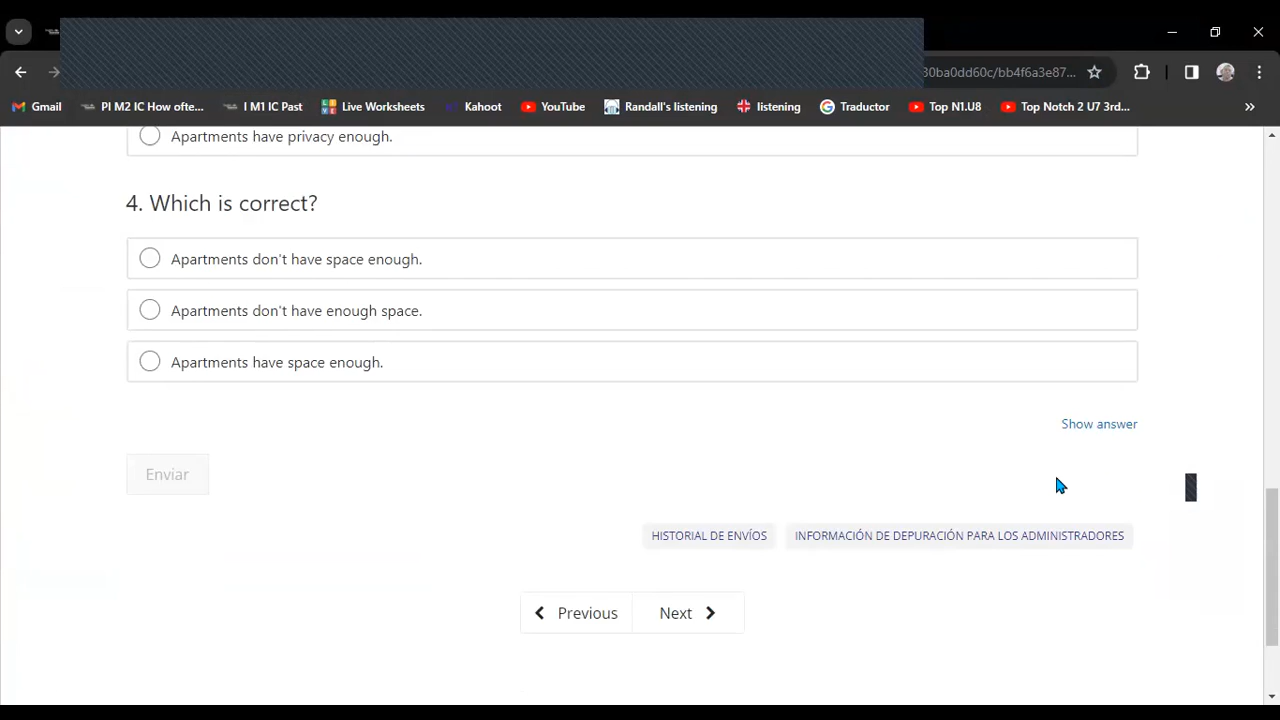 30ba0dd60c/bb4f6a3e87...
Gmail
PI M2 IC How ofte...
I M1 IC Past
Live Worksheets
Kahoot
YouTube
Randall's listening
listening
Traductor
Top N1.U8
Top Notch 2 U7 3rd...
Apartments have privacy enough.
4. Which is correct?
Apartments don't have space enough.
Apartments don't have enough space.
Apartments have space enough.
Show answer
Enviar
HISTORIAL DE ENVÍOS
INFORMACIÓN DE DEPURACIÓN PARA LOS ADMINISTRADORES
Previous
Next